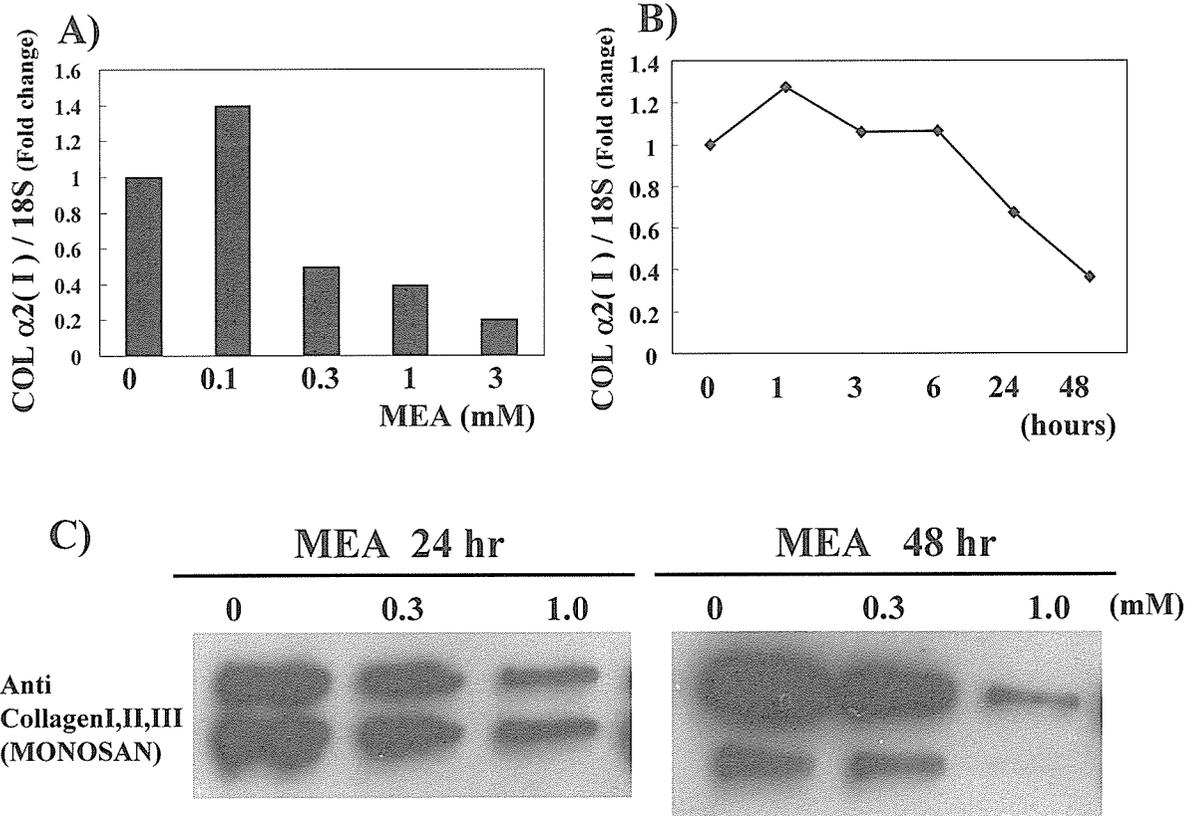 A)
COL α2( I ) / 18S (Fold change)
1.6
1.4
1.2
1
0.8
0.6
0.4
0.2
0
0 0.1 0.3 1 3
MEA (mM)
B)
COL α2( I ) / 18S (Fold change)
1.4
1.2
1
0.8
0.6
0.4
0.2
0
0 1 3 6 24 48
(hours)
C)
MEA 24 hr
MEA 48 hr
0 0.3 1.0
0 0.3 1.0 (mM)
Anti
CollagenI,II,III
(MONOSAN)